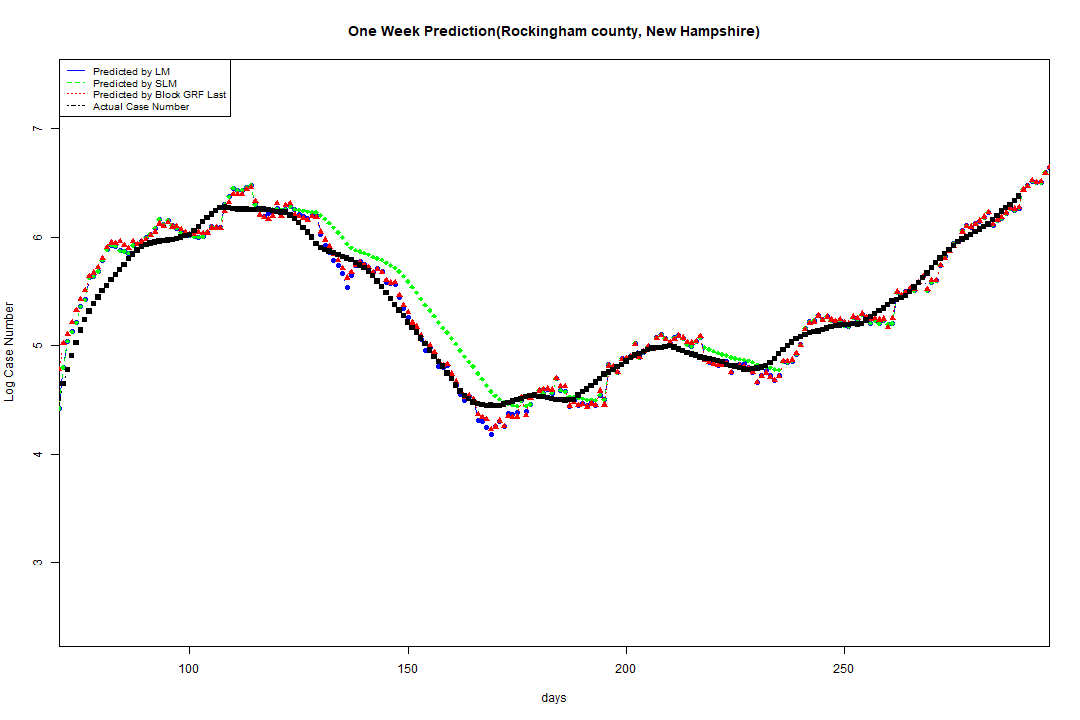 One Week Prediction(Rockingham county, New Hampshire)
Predicted by LM
Predicted by SLM
Predicted by Block GRF Last
Actual Case Number
7
6
5
4
3
Log Case Number
100 150 200 250
days